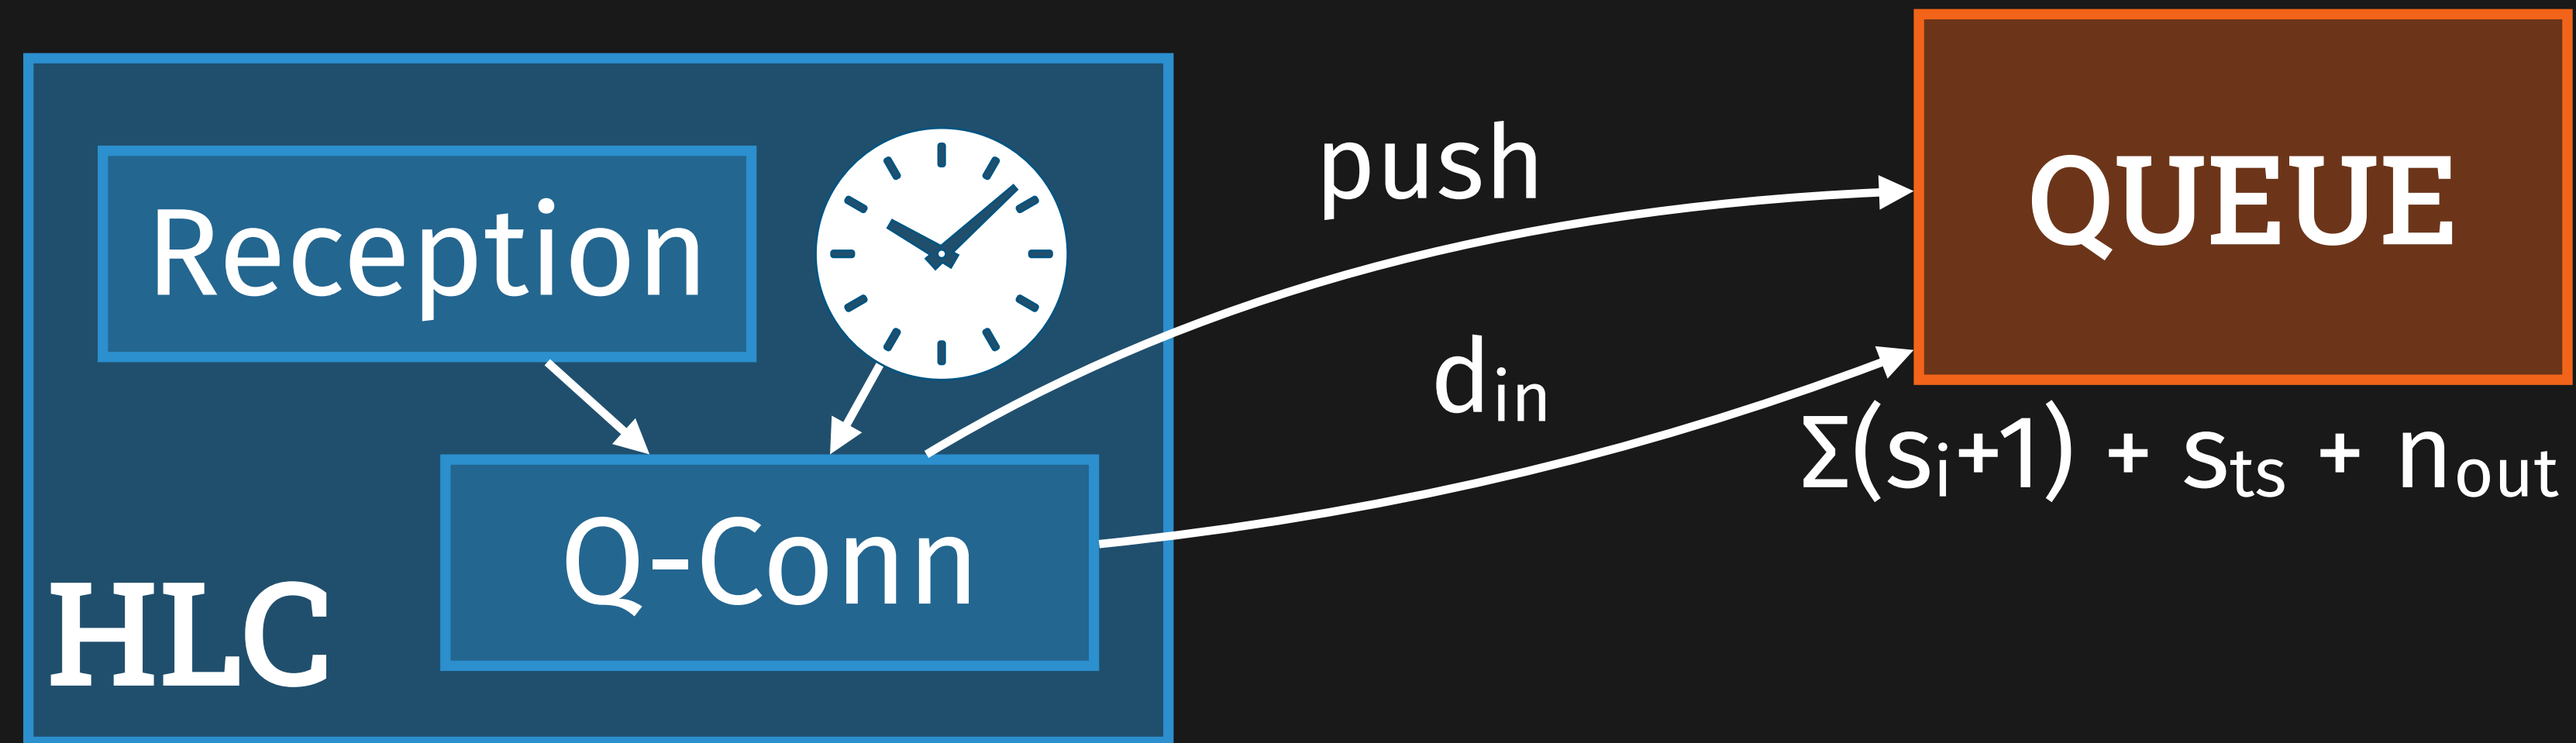 Reception
Q-Conn
HLC
push
dᵢₙ
QUEUE
Σ(sᵢ+1) + sₜₛ + nₒᵤₜ